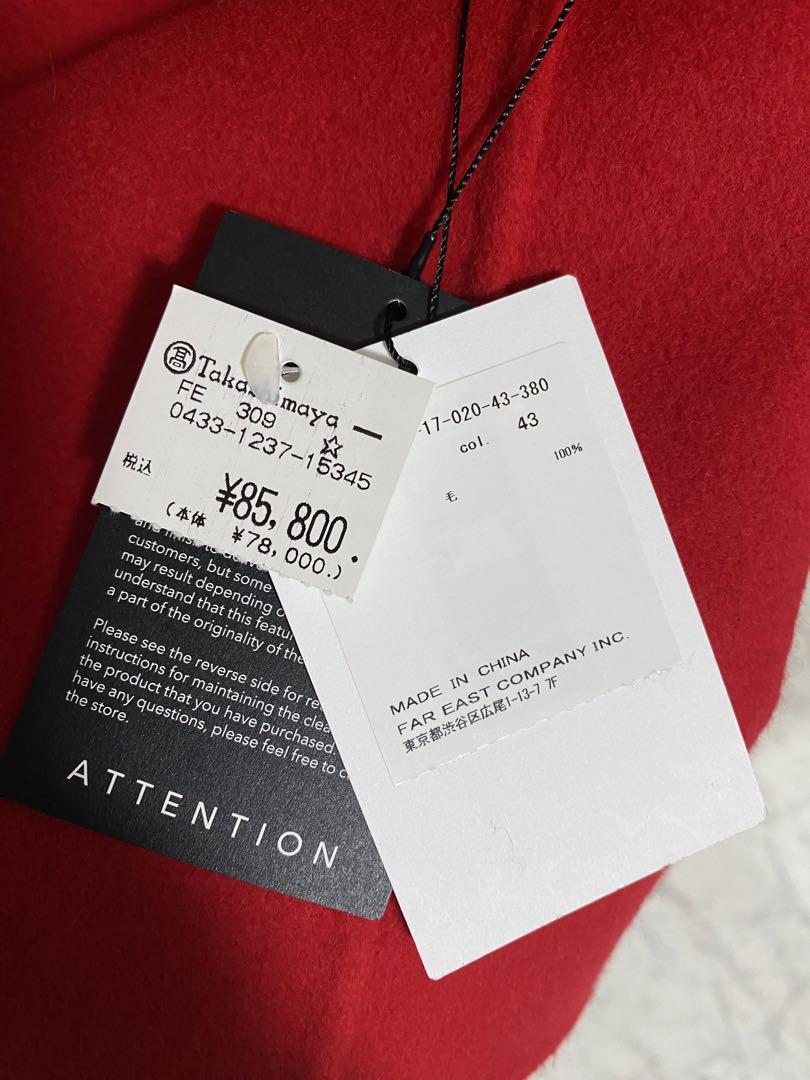 Takashimaya
FE 309
0433-1237-15345
税込
¥85,800.
(本体 ¥78,000.)
-17-020-43-380
col. 43
毛 100%
MADE IN CHINA
FAR EAST COMPANY INC.
東京都渋谷区広尾1-13-7 7F
customers, but some
may result depending
understand that this
a part of the originality of the
Please see the reverse side for
instructions for maintaining the
the product that you have purchased.
have any questions, please feel free to
the store.
ATTENTION